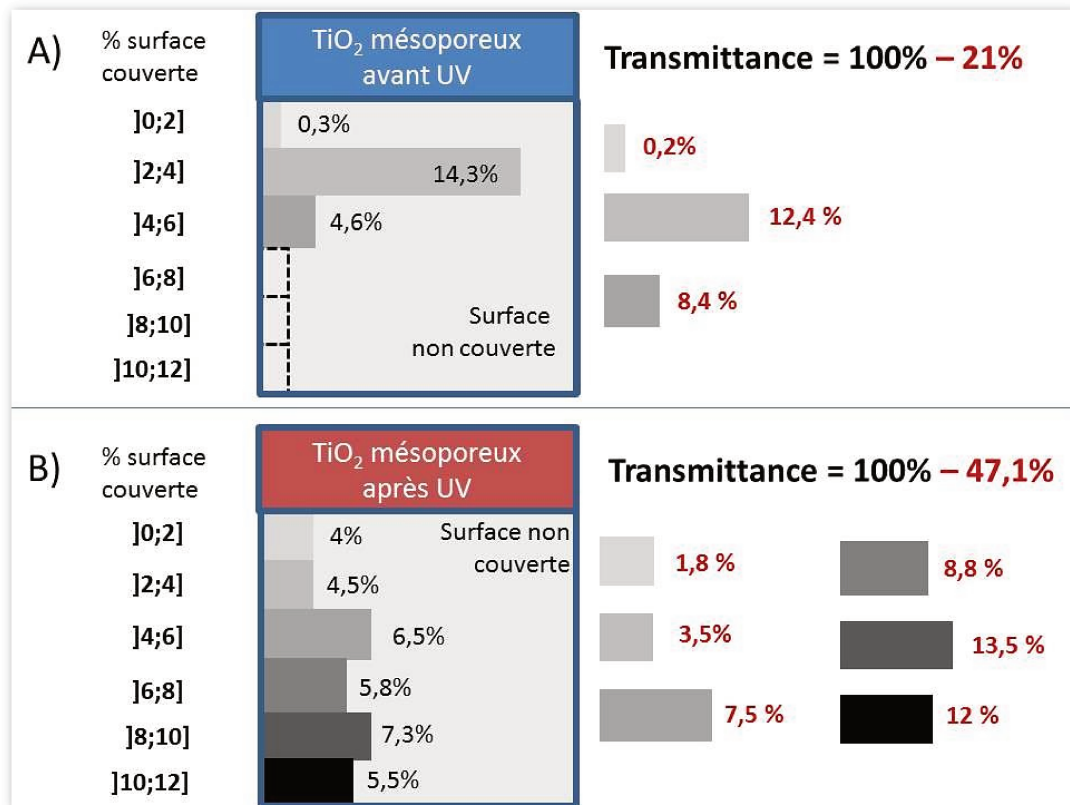 A)
% surface
couverte
TiO₂ mésoporeux
avant UV
Transmittance = 100% – 21%
]0;2]
0,3%
0,2%
]2;4]
14,3%
12,4 %
]4;6]
4,6%
8,4 %
]6;8]
]8;10]
]10;12]
Surface
non couverte
B)
% surface
couverte
TiO₂ mésoporeux
après UV
Transmittance = 100% – 47,1%
Surface non
couverte
]0;2]
4%
1,8 %
8,8 %
]2;4]
4,5%
3,5%
13,5 %
]4;6]
6,5%
7,5 %
12 %
]6;8]
5,8%
]8;10]
7,3%
]10;12]
5,5%